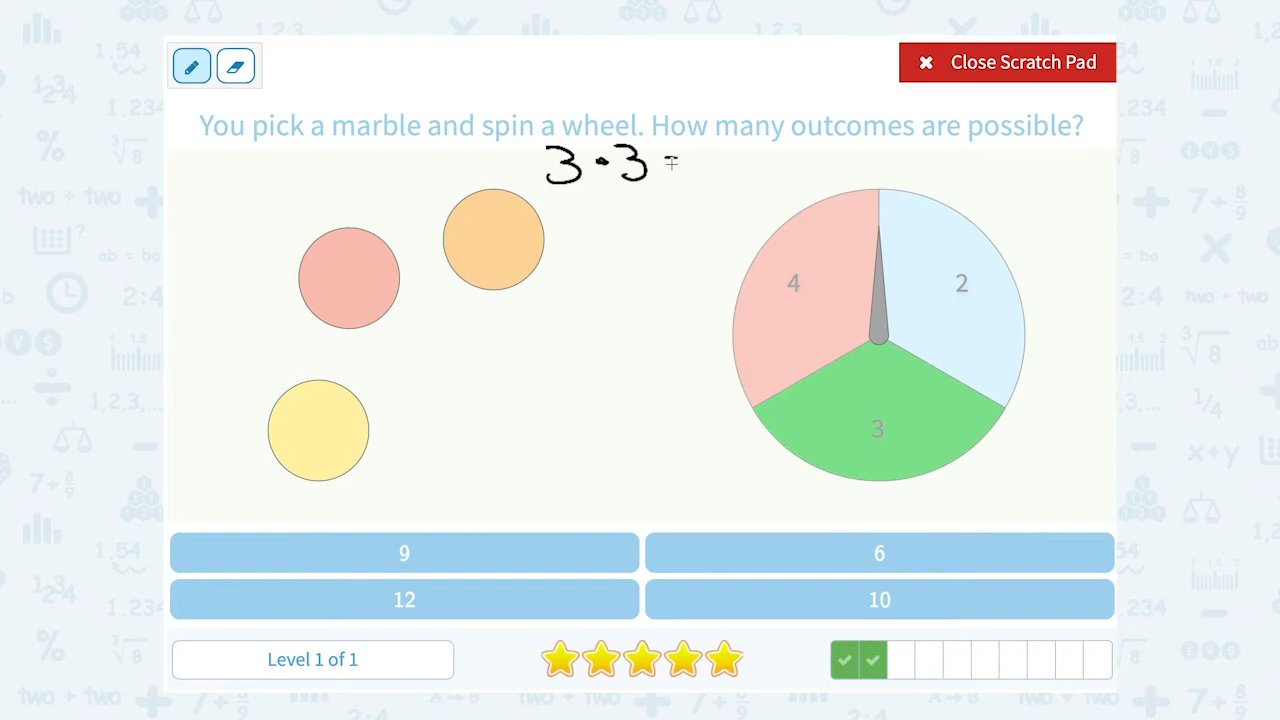 Close Scratch Pad
You pick a marble and spin a wheel. How many outcomes are possible?
3 · 3 =
4
2
3
9
6
12
10
Level 1 of 1